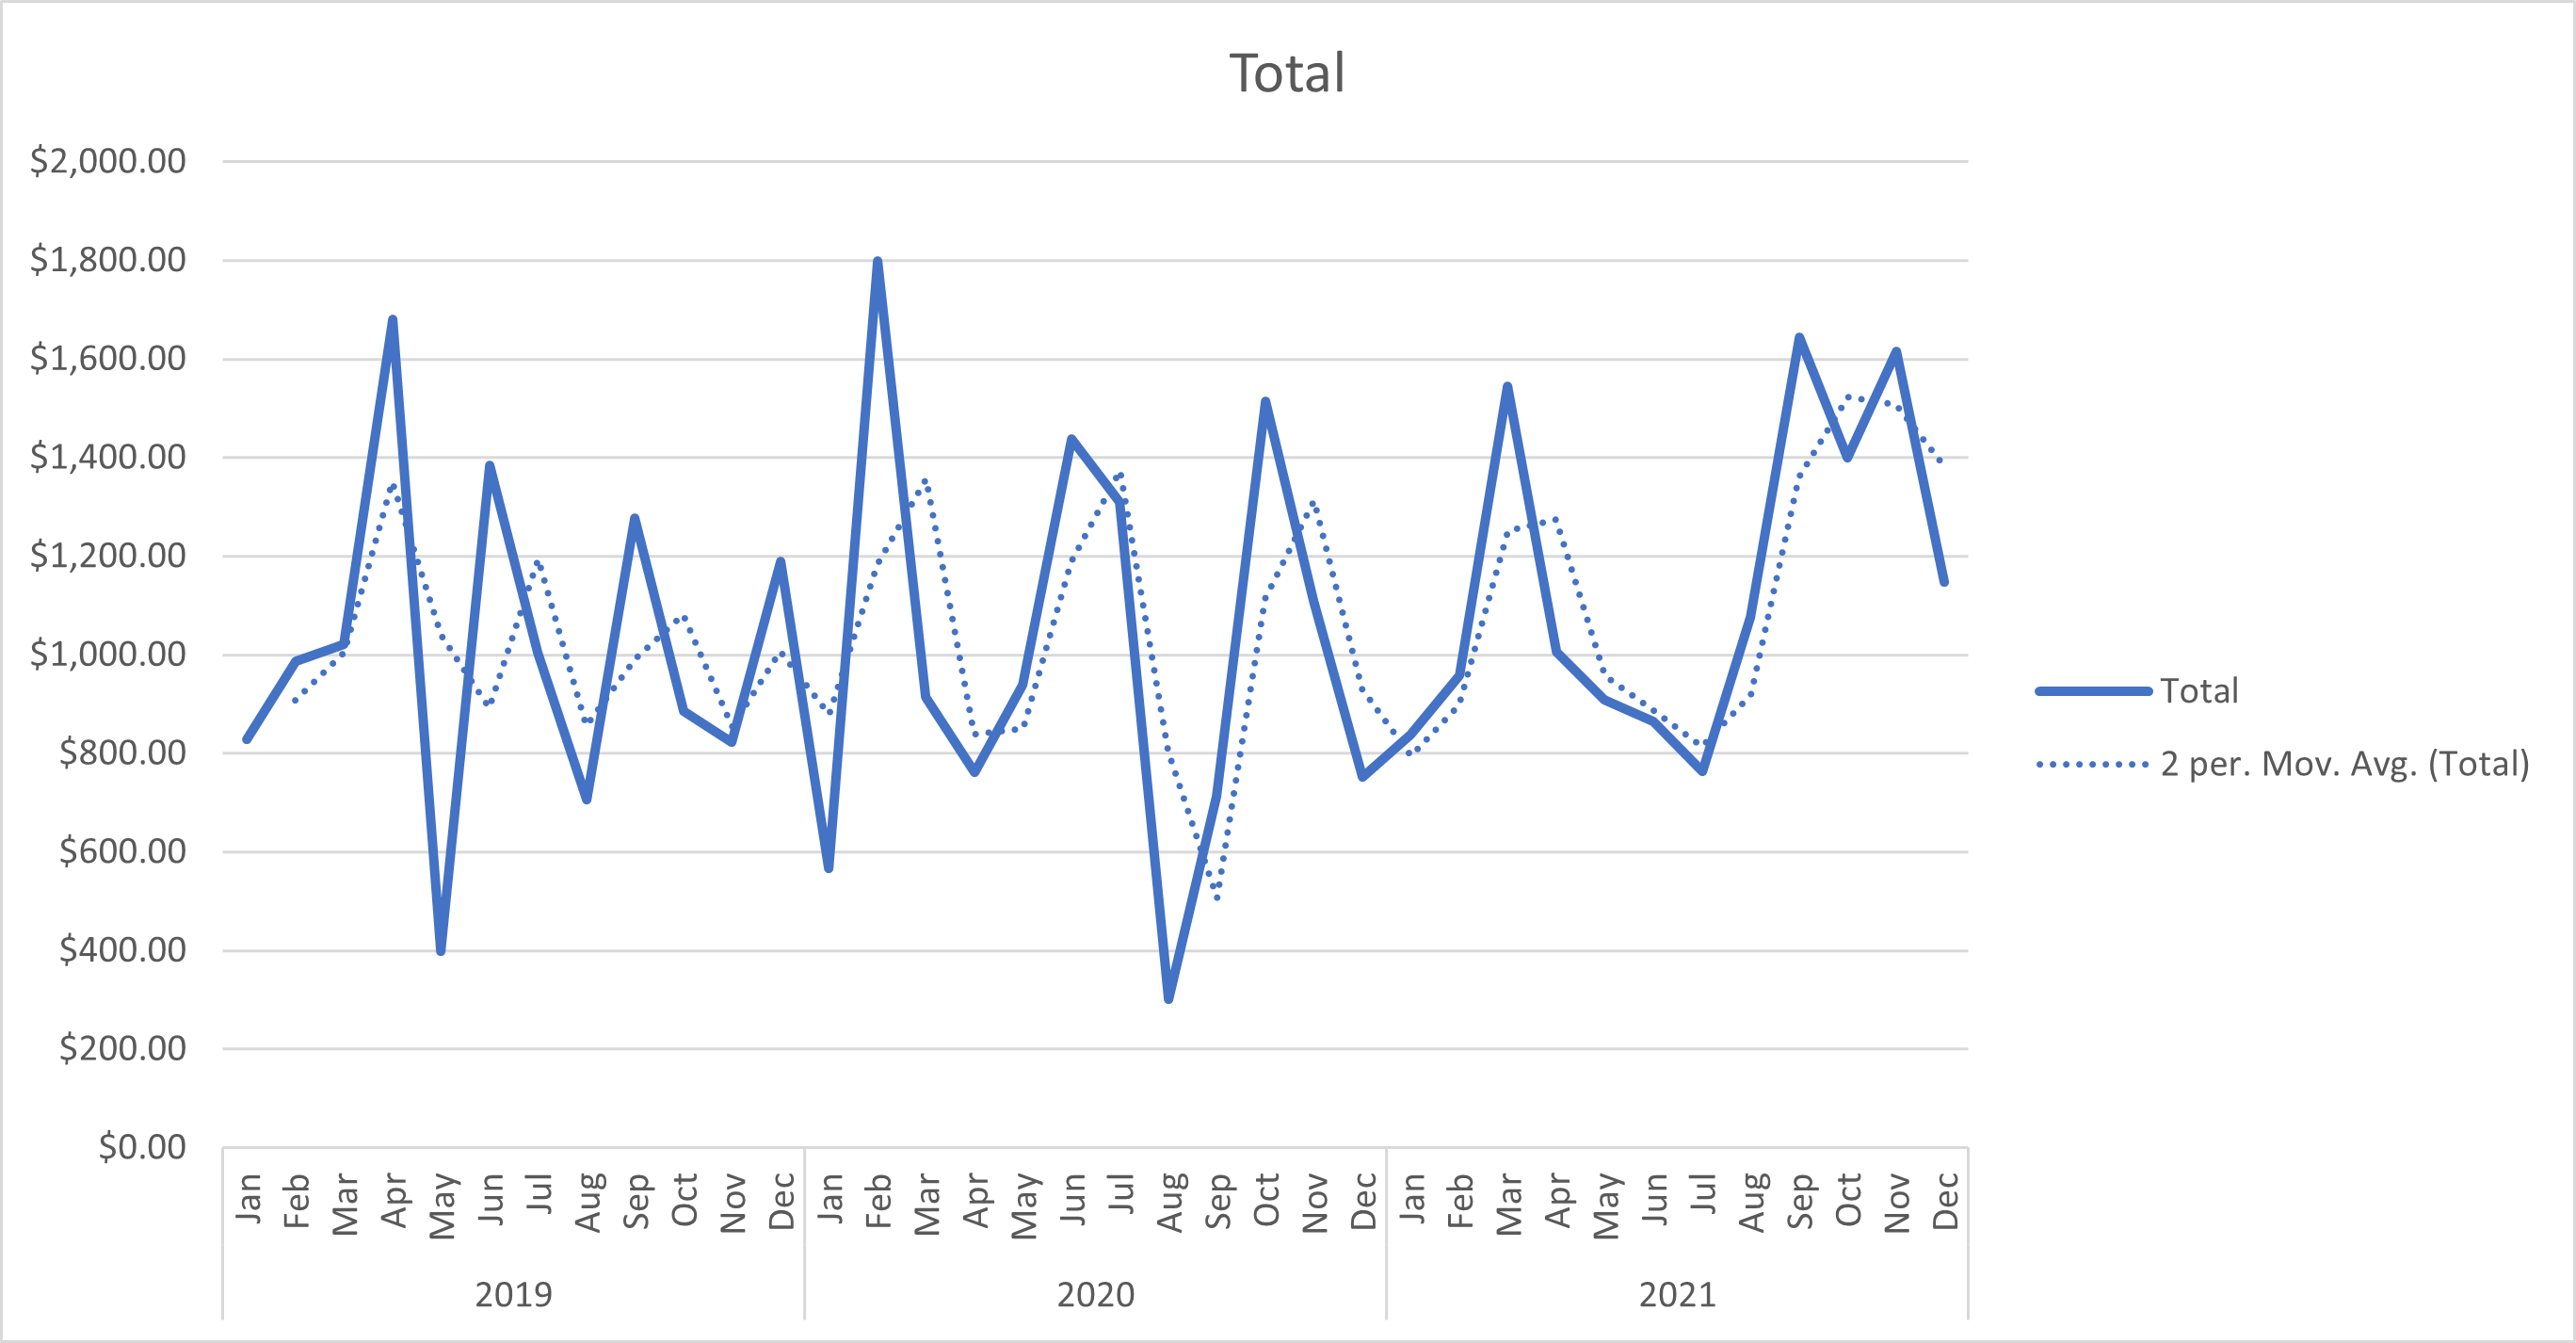 Total
$2,000.00
$1,800.00
$1,600.00
$1,400.00
$1,200.00
$1,000.00
$800.00
$600.00
$400.00
$200.00
$0.00
Jan Feb Mar Apr May Jun Jul Aug Sep Oct Nov Dec Jan Feb Mar Apr May Jun Jul Aug Sep Oct Nov Dec Jan Feb Mar Apr May Jun Jul Aug Sep Oct Nov Dec
2019 2020 2021
Total
2 per. Mov. Avg. (Total)